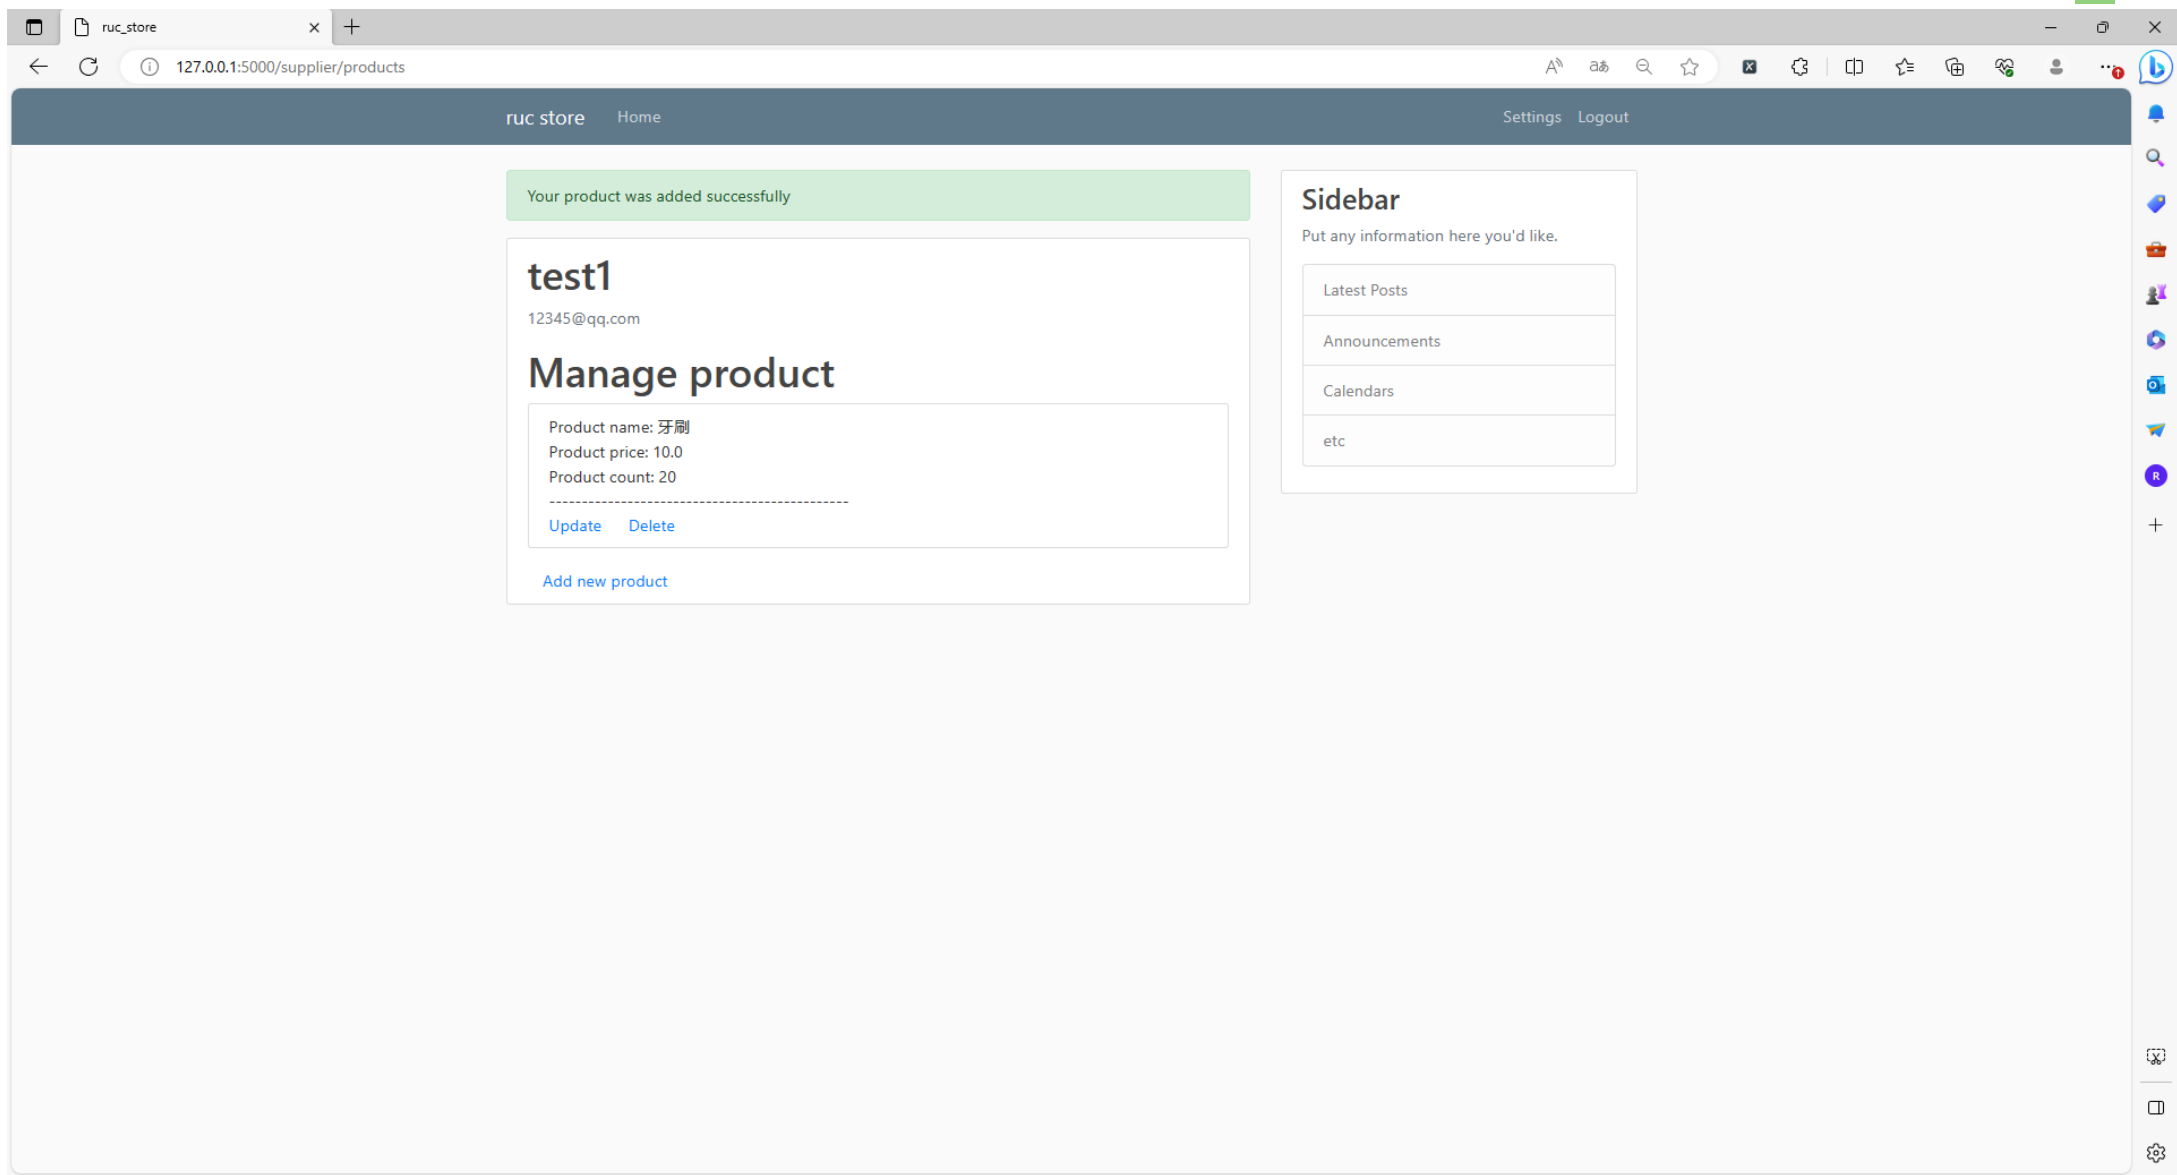 ruc_store
127.0.0.1:5000/supplier/products
ruc store Home Settings Logout
Your product was added successfully
test1
12345@qq.com
Manage product
Product name: 牙刷
Product price: 10.0
Product count: 20
----------------------------------------------
Update Delete
Add new product
Sidebar
Put any information here you'd like.
Latest Posts
Announcements
Calendars
etc